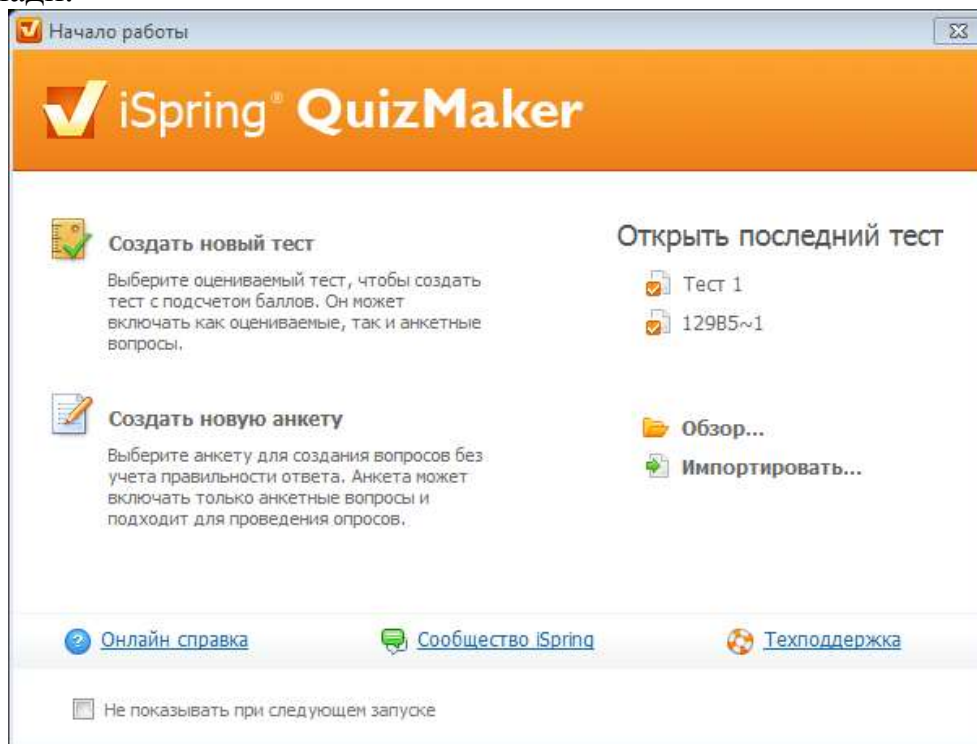 Начало работы
iSpring® QuizMaker
Создать новый тест
Выберите оцениваемый тест, чтобы создать
тест с подсчетом баллов. Он может
включать как оцениваемые, так и анкетные
вопросы.
Создать новую анкету
Выберите анкету для создания вопросов без
учета правильности ответа. Анкета может
включать только анкетные вопросы и
подходит для проведения опросов.
Открыть последний тест
Тест 1
129B5~1
Обзор...
Импортировать...
Онлайн справка
Сообщество iSpring
Техподдержка
Не показывать при следующем запуске